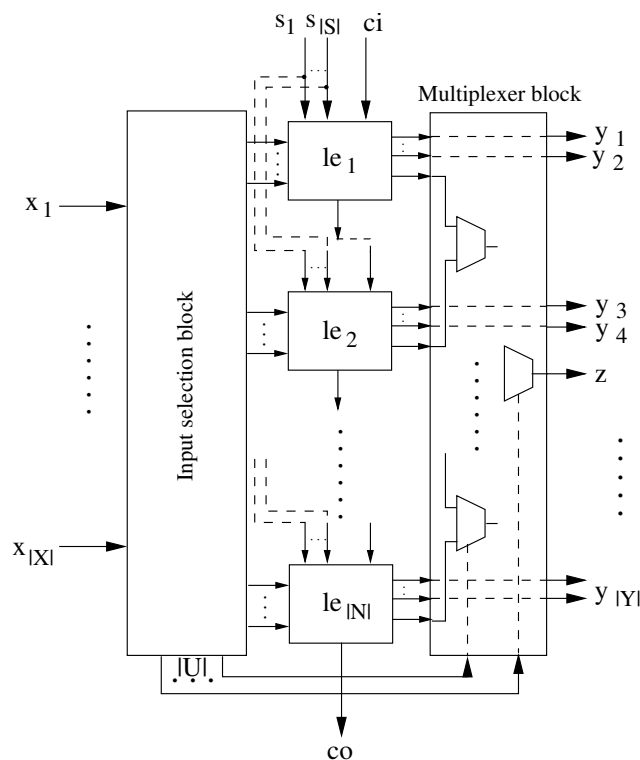 s1 s|S| ci
Multiplexer block
le1
y1
y2
x1
Input selection block
le2
y3
y4
z
x|X|
le|N|
y|Y|
|U|
co